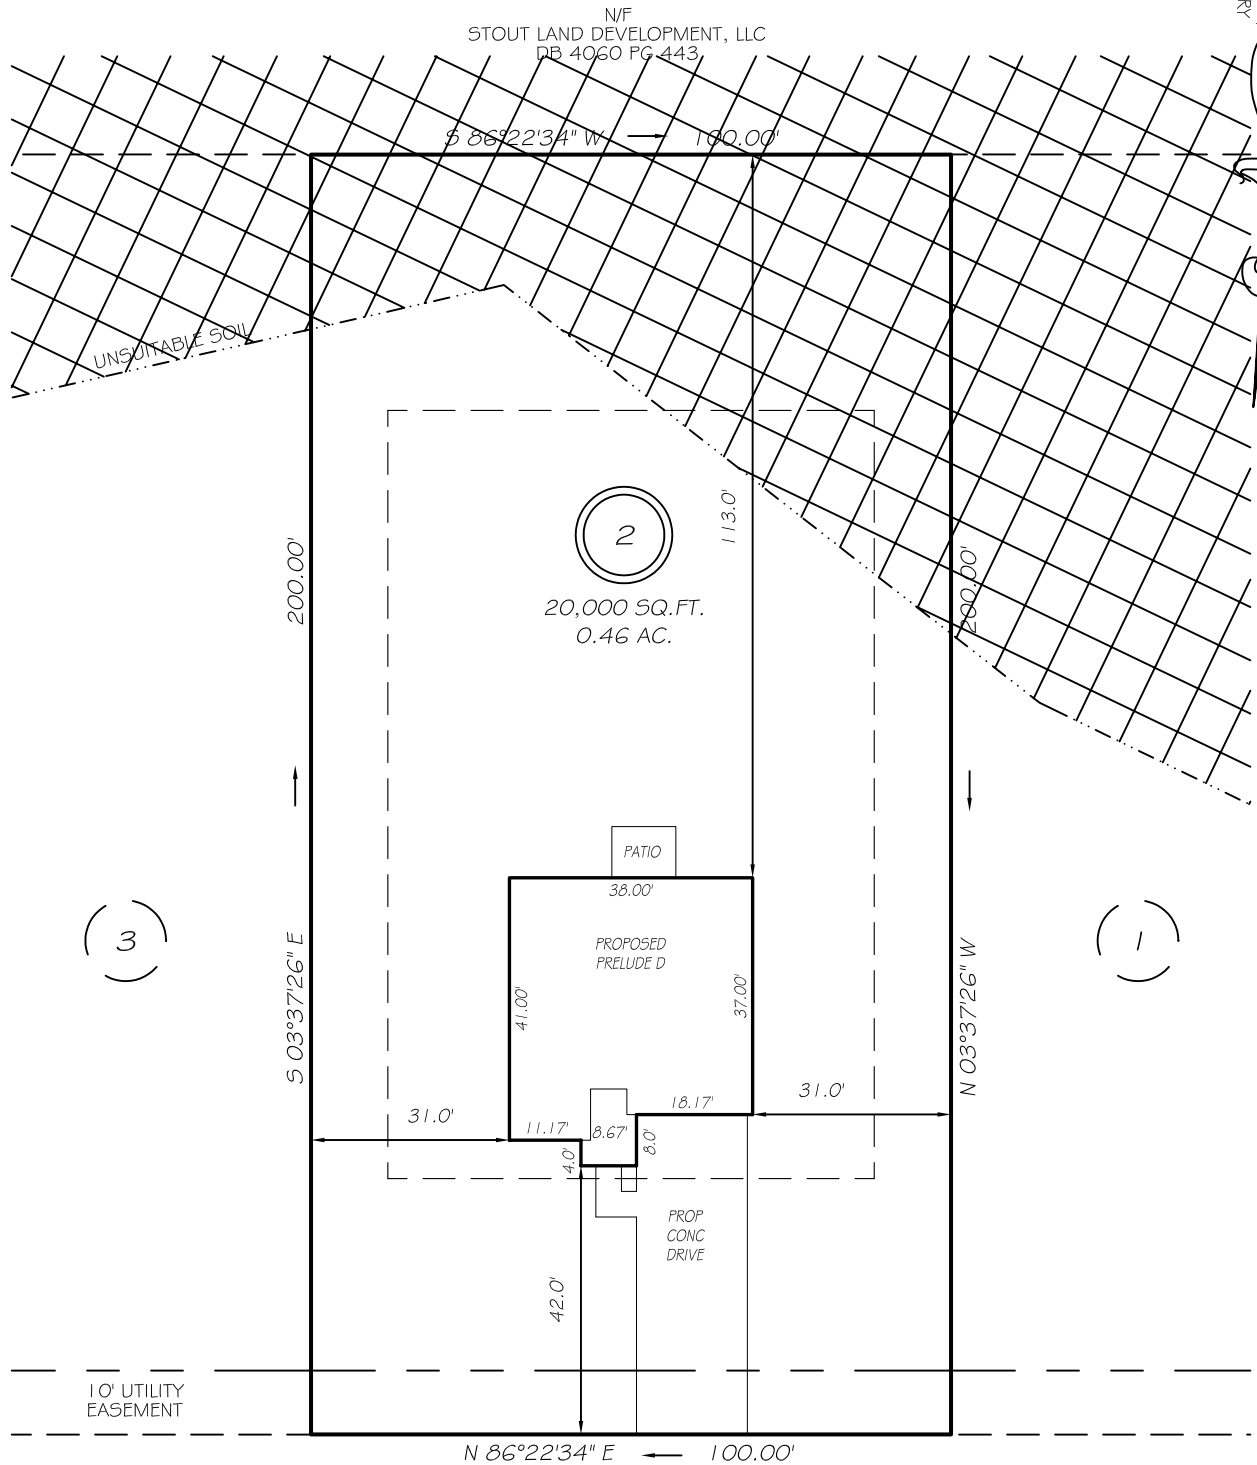 N/F
STOUT LAND DEVELOPMENT, LLC
DB 4060 PG 443
RY
S 86°22'34" W 100.00'
UNSUITABLE SOIL
113.0'
2
200.00'
200.00'
20,000 SQ.FT.
0.46 AC.
PATIO
38.00'
3
PROPOSED
PRELUDE D
1
S 03°37'26" E
41.00'
37.00'
N 03°37'26" W
31.0'
11.17'
8.67'
18.17'
31.0'
4.0'
8.0'
PROP
CONC
DRIVE
42.0'
10' UTILITY
EASEMENT
N 86°22'34" E 100.00'